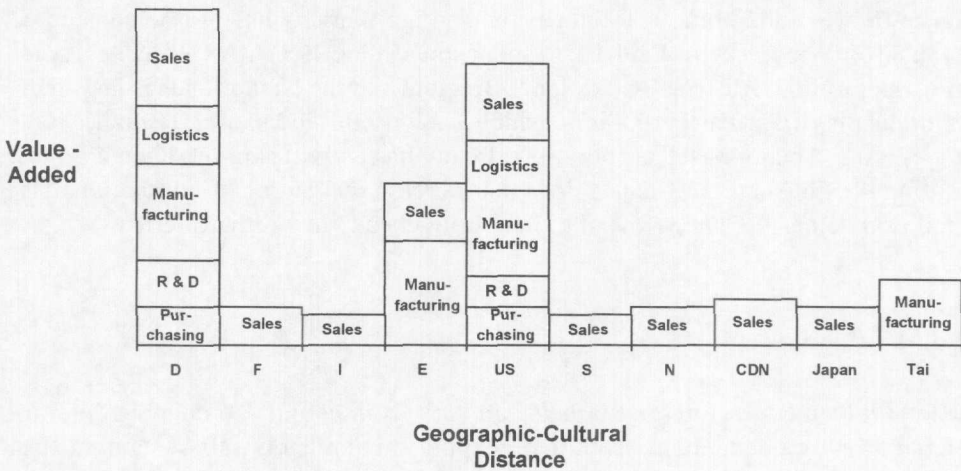 Value -
Added
Sales
Logistics
Manu-
facturing
R & D
Pur-
chasing
Sales
Sales
Sales
Manu-
facturing
Sales
Logistics
Manu-
facturing
R & D
Pur-
chasing
Sales
Sales
Sales
Sales
Manu-
facturing
D F I E US S N CDN Japan Tai
Geographic-Cultural
Distance